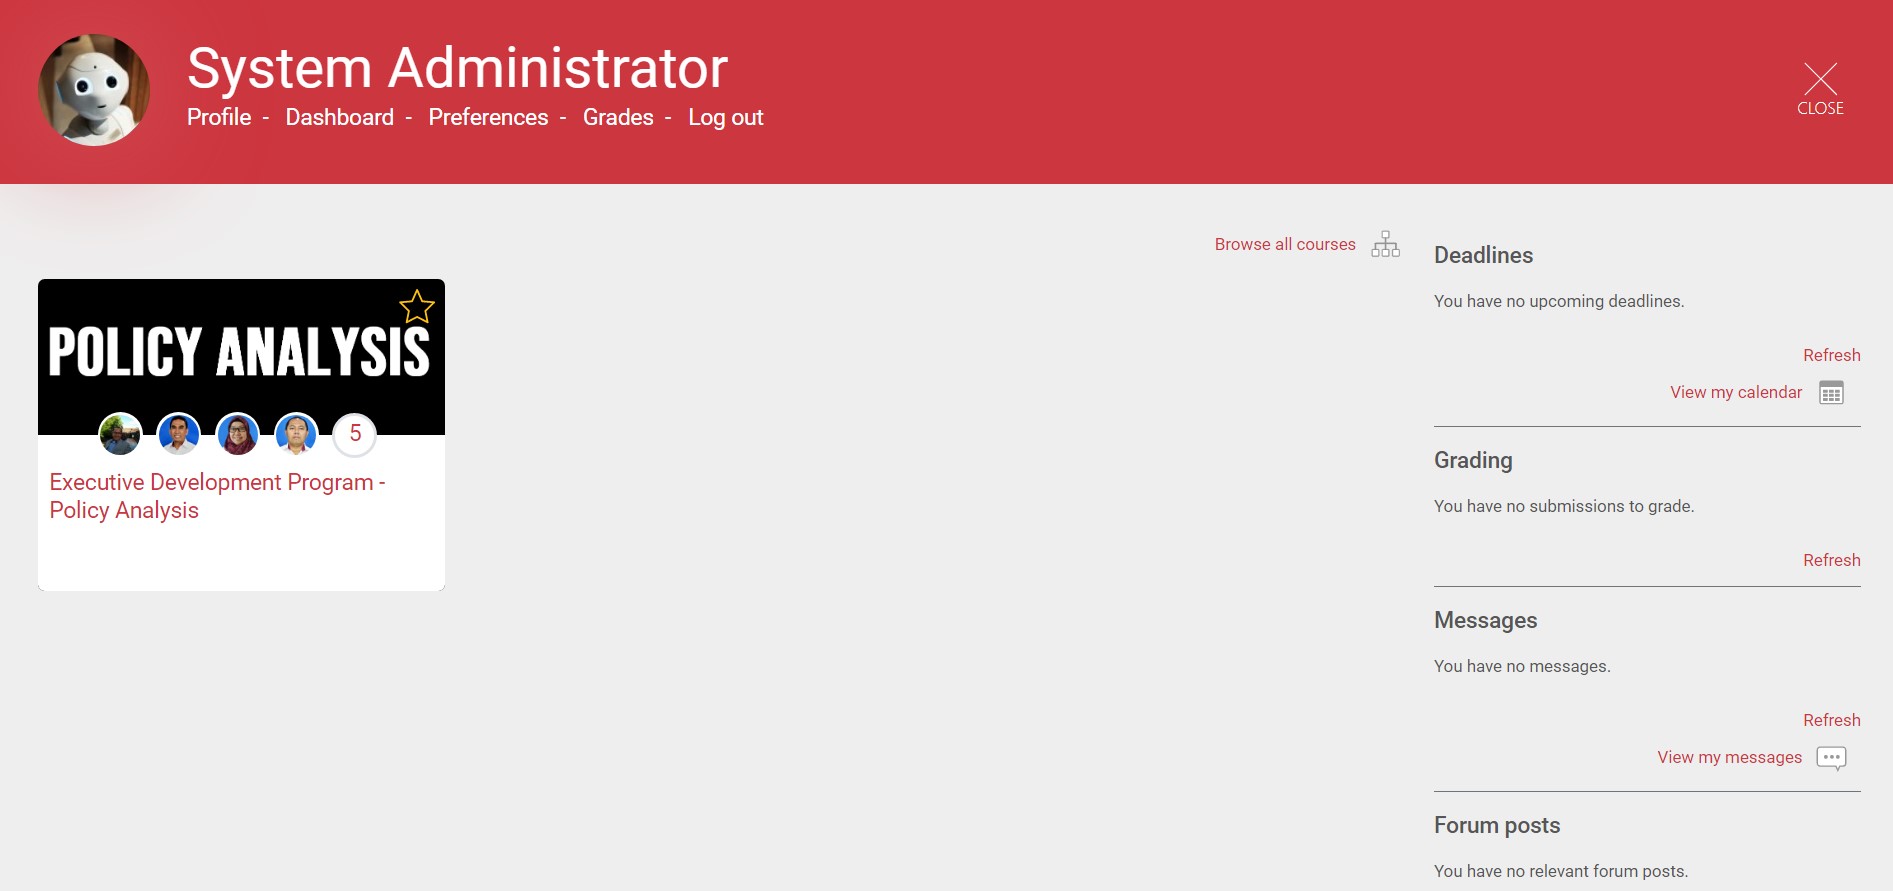 System Administrator
Profile - Dashboard - Preferences - Grades - Log out
CLOSE
Browse all courses
POLICY ANALYSIS
5
Executive Development Program -
Policy Analysis
Deadlines
You have no upcoming deadlines.
Refresh
View my calendar
Grading
You have no submissions to grade.
Refresh
Messages
You have no messages.
Refresh
View my messages
Forum posts
You have no relevant forum posts.